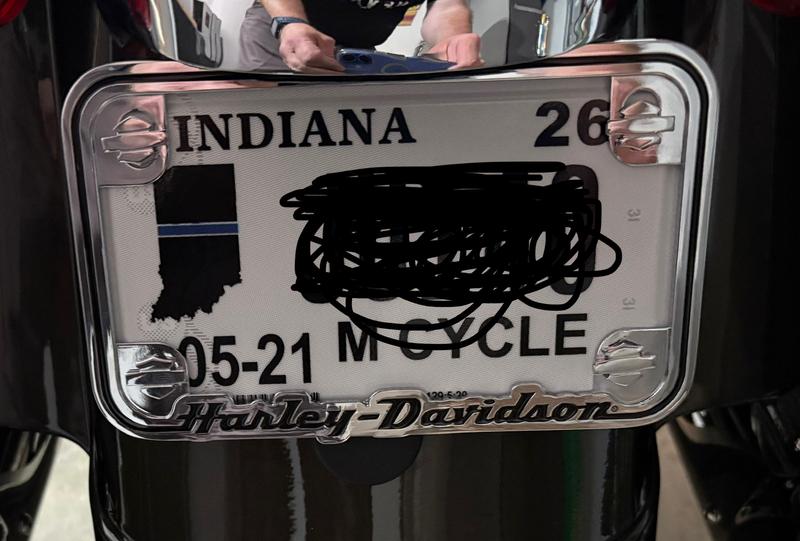 INDIANA 26
05-21 M CYCLE
Harley-Davidson